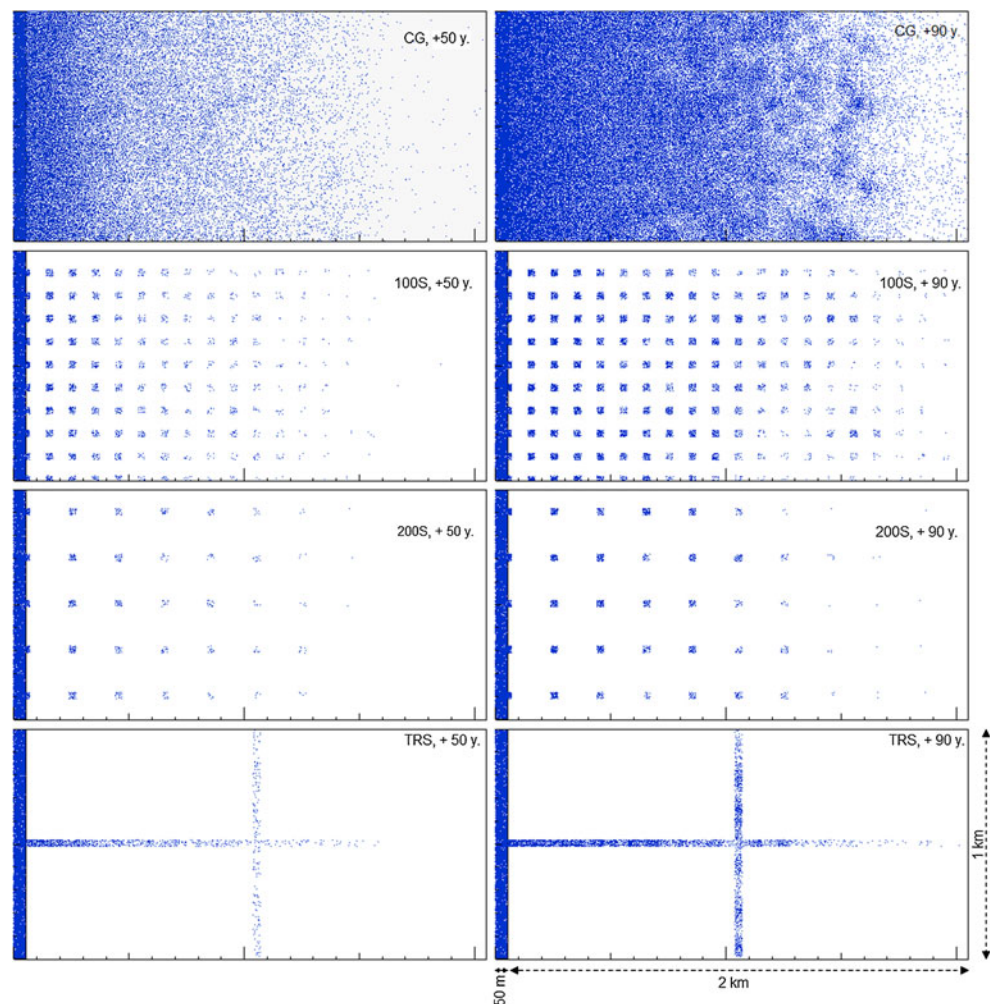 CG, +50 y.
CG, +90 y.
100S, +50 y.
100S, + 90 y.
200S, + 50 y.
200S, + 90 y.
TRS, + 50 y.
TRS, + 90 y.
1 km
50 m
2 km